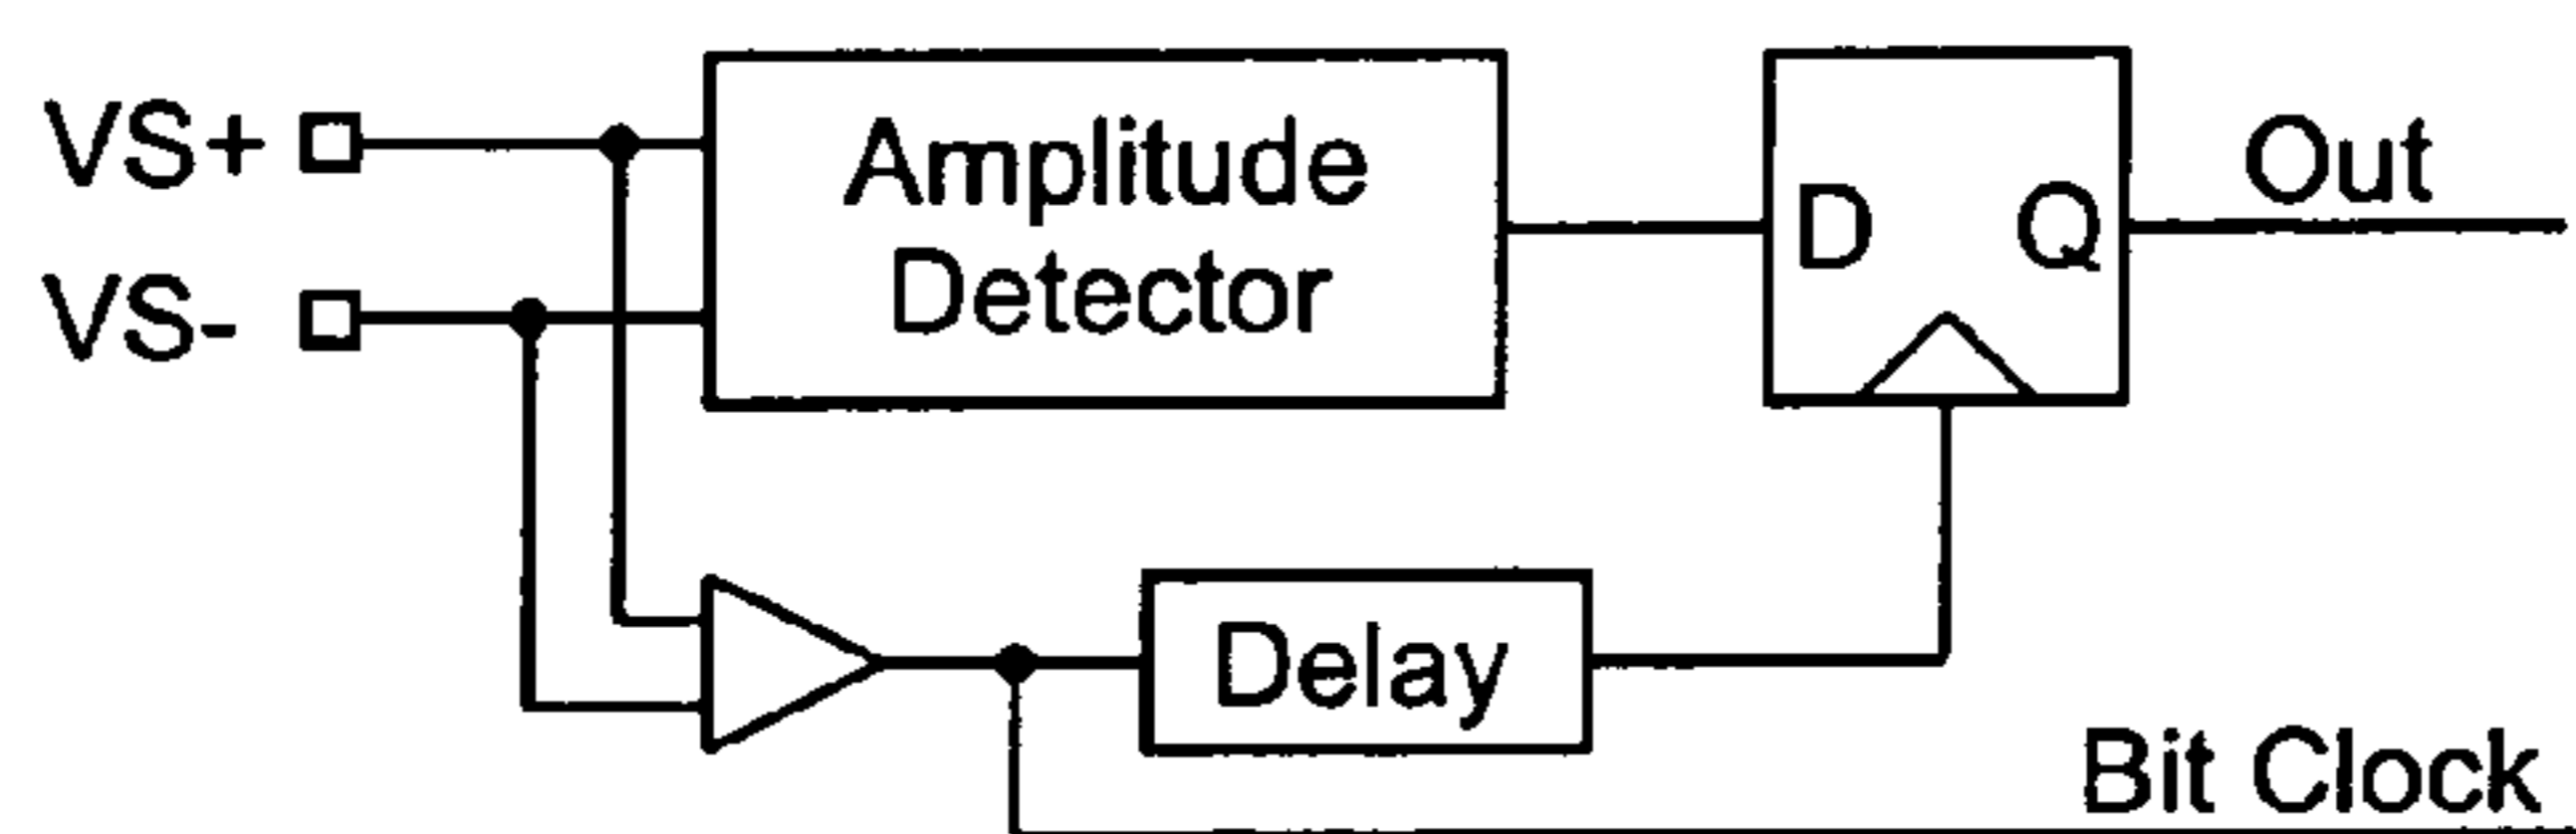 VS+
VS-
Amplitude
Detector
D
Q
Out
Delay
Bit Clock